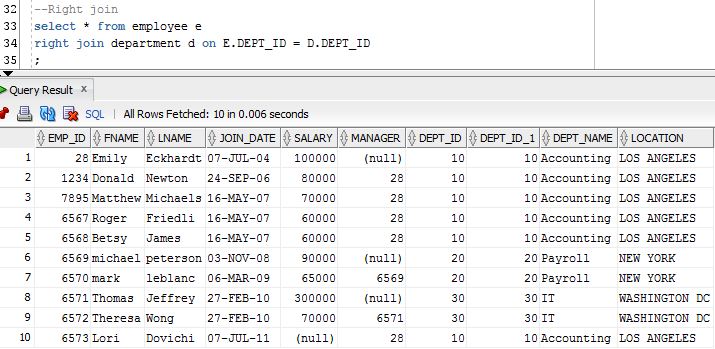 32 --Right join
33 select * from employee e
34 right join department d on E.DEPT_ID = D.DEPT_ID
35 ;
Query Result x
SQL | All Rows Fetched: 10 in 0.006 seconds
EMP_ID FNAME LNAME JOIN_DATE SALARY MANAGER DEPT_ID DEPT_ID_1 DEPT_NAME LOCATION
1 28 Emily Eckhardt 07-JUL-04 100000 (null) 10 10 Accounting LOS ANGELES
2 1234 Donald Newton 24-SEP-06 80000 28 10 10 Accounting LOS ANGELES
3 7895 Matthew Michaels 16-MAY-07 70000 28 10 10 Accounting LOS ANGELES
4 6567 Roger Friedli 16-MAY-07 60000 28 10 10 Accounting LOS ANGELES
5 6568 Betsy James 16-MAY-07 60000 28 10 10 Accounting LOS ANGELES
6 6569 michael peterson 03-NOV-08 90000 (null) 20 20 Payroll NEW YORK
7 6570 mark leblanc 06-MAR-09 65000 6569 20 20 Payroll NEW YORK
8 6571 Thomas Jeffrey 27-FEB-10 300000 (null) 30 30 IT WASHINGTON DC
9 6572 Theresa Wong 27-FEB-10 70000 6571 30 30 IT WASHINGTON DC
10 6573 Lori Dovichi 07-JUL-11 (null) 28 10 10 Accounting LOS ANGELES